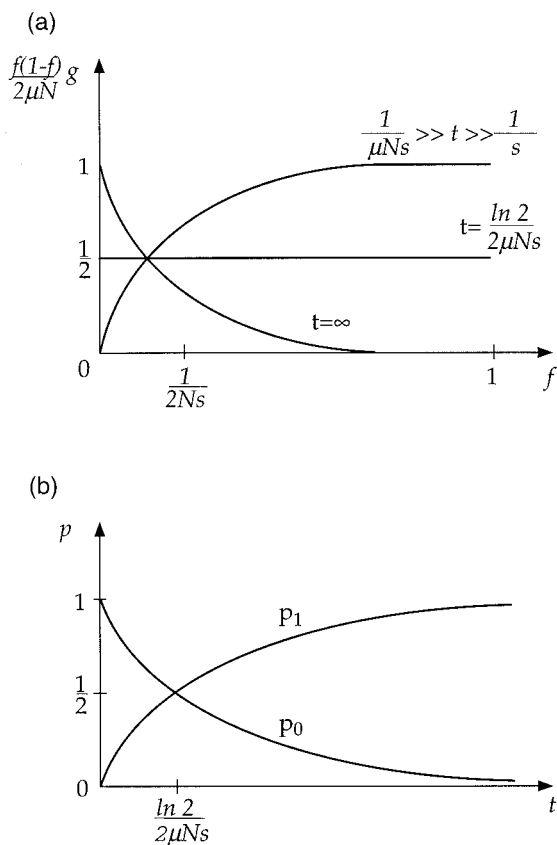 (a)
f(1-f)/2μN g
1/μNs >> t >> 1/s
1
t= ln 2/2μNs
1/2
t=∞
0
1/2Ns
1
f
(b)
p
1
p₁
1/2
p₀
0
ln 2/2μNs
t